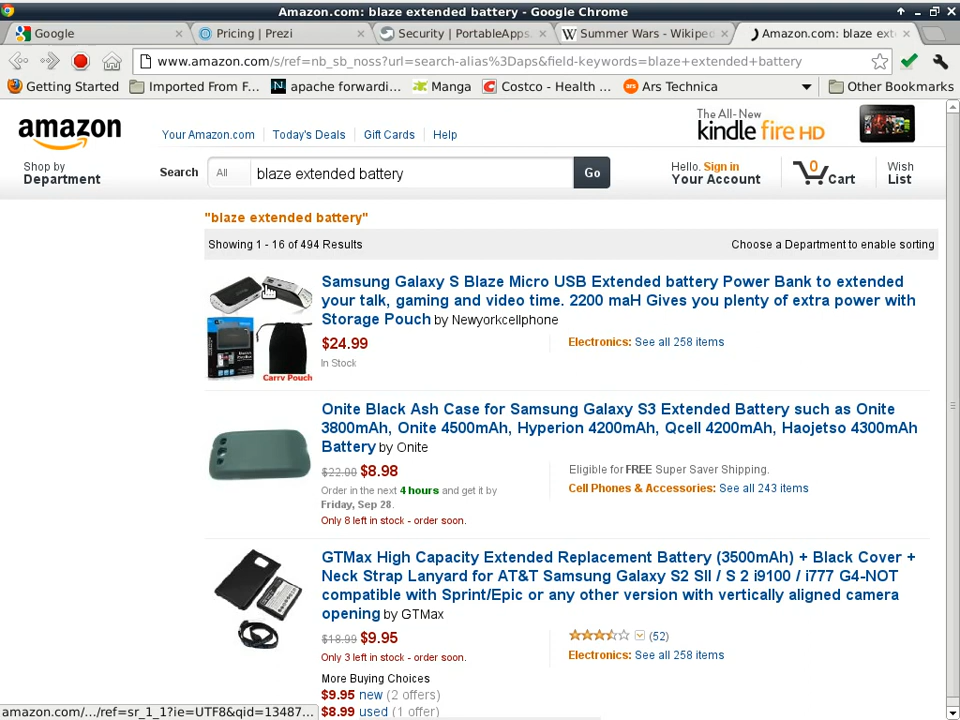 Amazon.com: blaze extended battery - Google Chrome
Google
Pricing | Prezi
Security | PortableApps.
Summer Wars - Wikiped
Amazon.com: blaze ext
www.amazon.com/s/ref=nb_sb_noss?url=search-alias%3Daps&field-keywords=blaze+extended+battery
Getting Started
Imported From F...
apache forwardi...
Manga
Costco - Health ...
Ars Technica
Other Bookmarks
amazon
Your Amazon.com
Today's Deals
Gift Cards
Help
The All-New
kindle fire HD
Shop by
Department
Search
All
blaze extended battery
Go
Hello. Sign in
Your Account
0
Cart
Wish
List
"blaze extended battery"
Showing 1 - 16 of 494 Results
Choose a Department to enable sorting
Carry Pouch
Samsung Galaxy S Blaze Micro USB Extended battery Power Bank to extended
your talk, gaming and video time. 2200 maH Gives you plenty of extra power with
Storage Pouch by Newyorkcellphone
$24.99
In Stock
Electronics: See all 258 items
Onite Black Ash Case for Samsung Galaxy S3 Extended Battery such as Onite
3800mAh, Onite 4500mAh, Hyperion 4200mAh, Qcell 4200mAh, Haojetso 4300mAh
Battery by Onite
$22.00 $8.98
Order in the next 4 hours and get it by
Friday, Sep 28.
Only 8 left in stock - order soon.
Eligible for FREE Super Saver Shipping.
Cell Phones & Accessories: See all 243 items
GTMax High Capacity Extended Replacement Battery (3500mAh) + Black Cover +
Neck Strap Lanyard for AT&T Samsung Galaxy S2 SII / S 2 i9100 / i777 G4-NOT
compatible with Sprint/Epic or any other version with vertically aligned camera
opening by GTMax
$18.99 $9.95
Only 3 left in stock - order soon.
(52)
Electronics: See all 258 items
More Buying Choices
$9.95 new (2 offers)
$8.99 used (1 offer)
amazon.com/.../ref=sr_1_1?ie=UTF8&qid=13487...